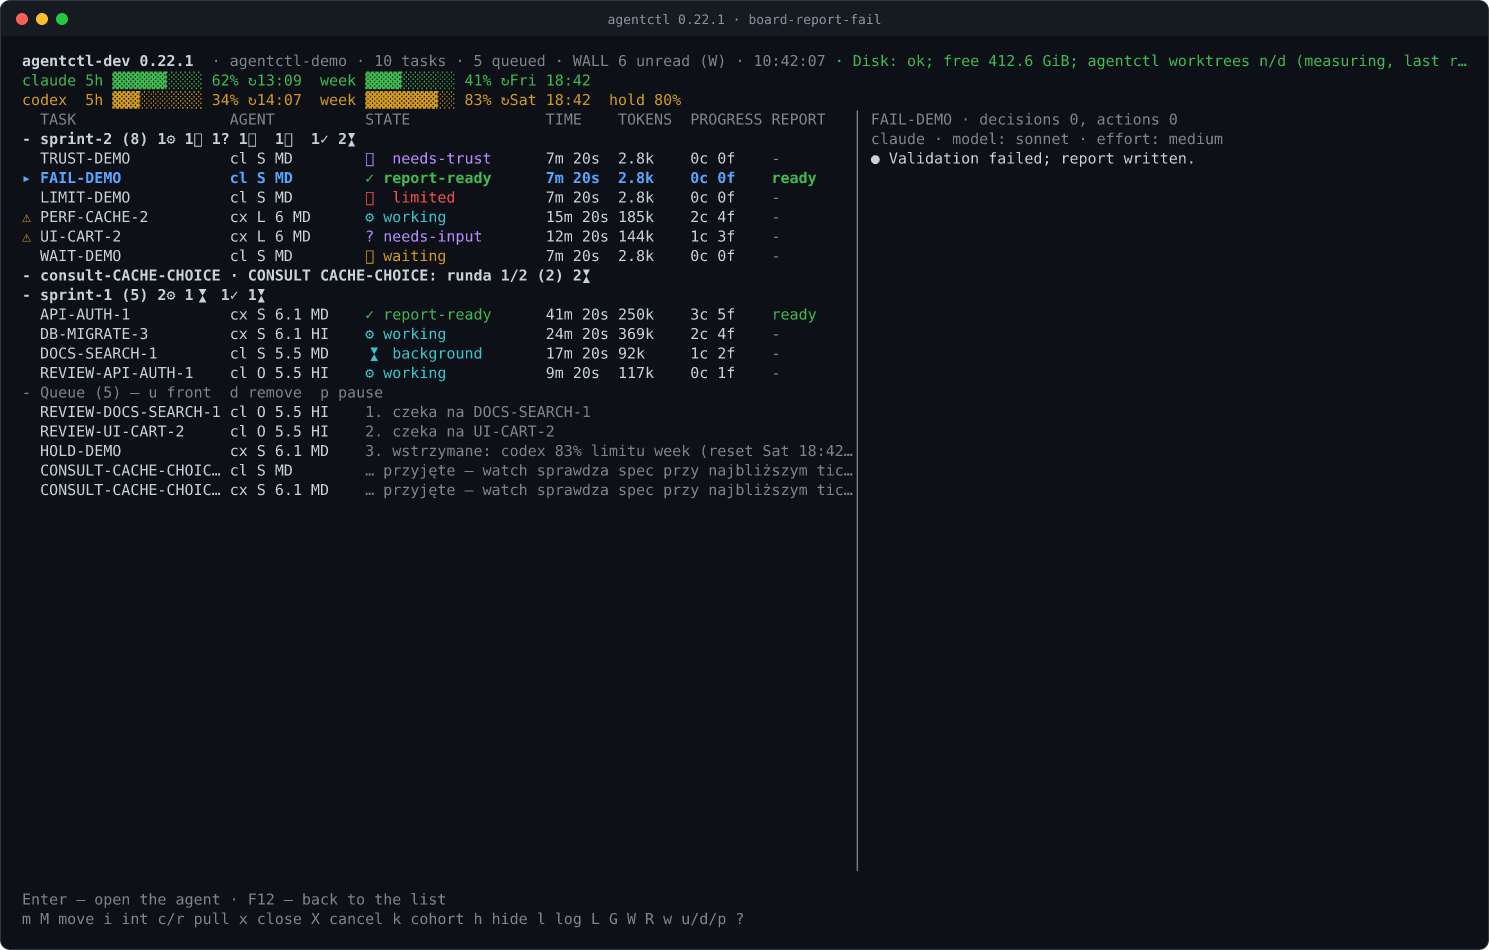 agentctl 0.22.1 · board-report-fail
agentctl-dev 0.22.1 · agentctl-demo · 10 tasks · 5 queued · WALL 6 unread (W) · 10:42:07 · Disk: ok; free 412.6 GiB; agentctl worktrees n/d (measuring, last r…
claude 5h ▓▓▓▓▓▓░░░░ 62% ↻13:09 week ▓▓▓▓░░░░░░ 41% ↻Fri 18:42
codex 5h ▓▓▓░░░░░░░ 34% ↻14:07 week ▓▓▓▓▓▓▓▓░░ 83% ↻Sat 18:42 hold 80%
TASK AGENT STATE TIME TOKENS PROGRESS REPORT
- sprint-2 (8) 1⚙ 1▯ 1? 1▯ 1▯ 1✓ 2⧗
TRUST-DEMO cl S MD ▯ needs-trust 7m 20s 2.8k 0c 0f -
▸ FAIL-DEMO cl S MD ✓ report-ready 7m 20s 2.8k 0c 0f ready
LIMIT-DEMO cl S MD ▯ limited 7m 20s 2.8k 0c 0f -
⚠ PERF-CACHE-2 cx L 6 MD ⚙ working 15m 20s 185k 2c 4f -
⚠ UI-CART-2 cx L 6 MD ? needs-input 12m 20s 144k 1c 3f -
WAIT-DEMO cl S MD ▯ waiting 7m 20s 2.8k 0c 0f -
- consult-CACHE-CHOICE · CONSULT CACHE-CHOICE: runda 1/2 (2) 2⧗
- sprint-1 (5) 2⚙ 1⧗ 1✓ 1⧗
API-AUTH-1 cx S 6.1 MD ✓ report-ready 41m 20s 250k 3c 5f ready
DB-MIGRATE-3 cx S 6.1 HI ⚙ working 24m 20s 369k 2c 4f -
DOCS-SEARCH-1 cl S 5.5 MD ⧗ background 17m 20s 92k 1c 2f -
REVIEW-API-AUTH-1 cl O 5.5 HI ⚙ working 9m 20s 117k 0c 1f -
- Queue (5) — u front d remove p pause
REVIEW-DOCS-SEARCH-1 cl O 5.5 HI 1. czeka na DOCS-SEARCH-1
REVIEW-UI-CART-2 cl O 5.5 HI 2. czeka na UI-CART-2
HOLD-DEMO cx S 6.1 MD 3. wstrzymane: codex 83% limitu week (reset Sat 18:42…
CONSULT-CACHE-CHOIC… cl S MD … przyjęte — watch sprawdza spec przy najbliższym tic…
CONSULT-CACHE-CHOIC… cx S 6.1 MD … przyjęte — watch sprawdza spec przy najbliższym tic…
FAIL-DEMO · decisions 0, actions 0
claude · model: sonnet · effort: medium
● Validation failed; report written.
Enter — open the agent · F12 — back to the list
m M move i int c/r pull x close X cancel k cohort h hide l log L G W R w u/d/p ?